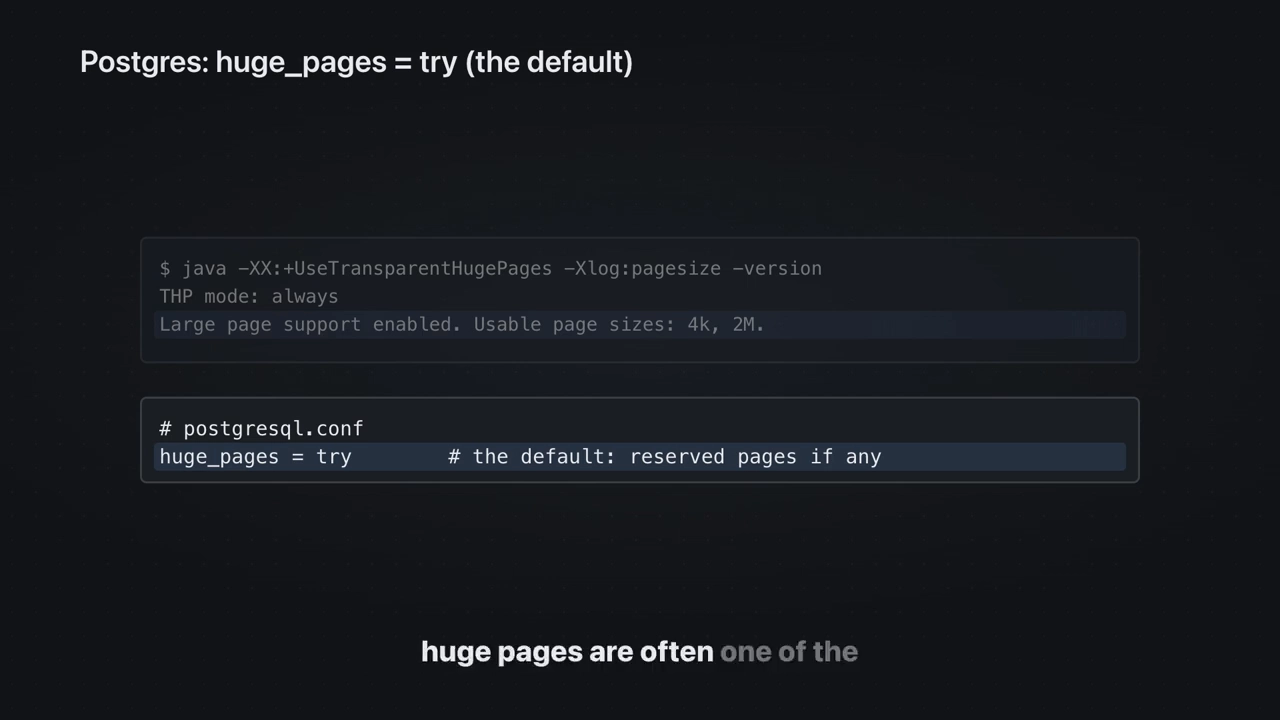 Postgres: huge_pages = try (the default)
$ java -XX:+UseTransparentHugePages -Xlog:pagesize -version
THP mode: always
Large page support enabled. Usable page sizes: 4k, 2M.
# postgresql.conf
huge_pages = try        # the default: reserved pages if any
huge pages are often one of the